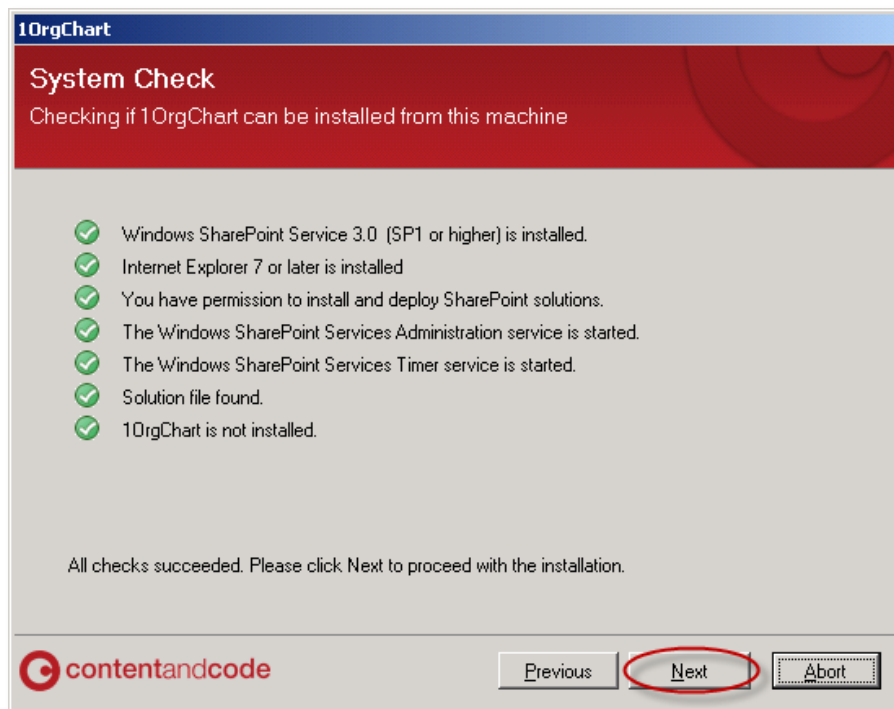 1OrgChart
System Check
Checking if 1OrgChart can be installed from this machine
Windows SharePoint Service 3.0 (SP1 or higher) is installed.
Internet Explorer 7 or later is installed
You have permission to install and deploy SharePoint solutions.
The Windows SharePoint Services Administration service is started.
The Windows SharePoint Services Timer service is started.
Solution file found.
1OrgChart is not installed.
All checks succeeded. Please click Next to proceed with the installation.
contentandcode
Previous
Next
Abort